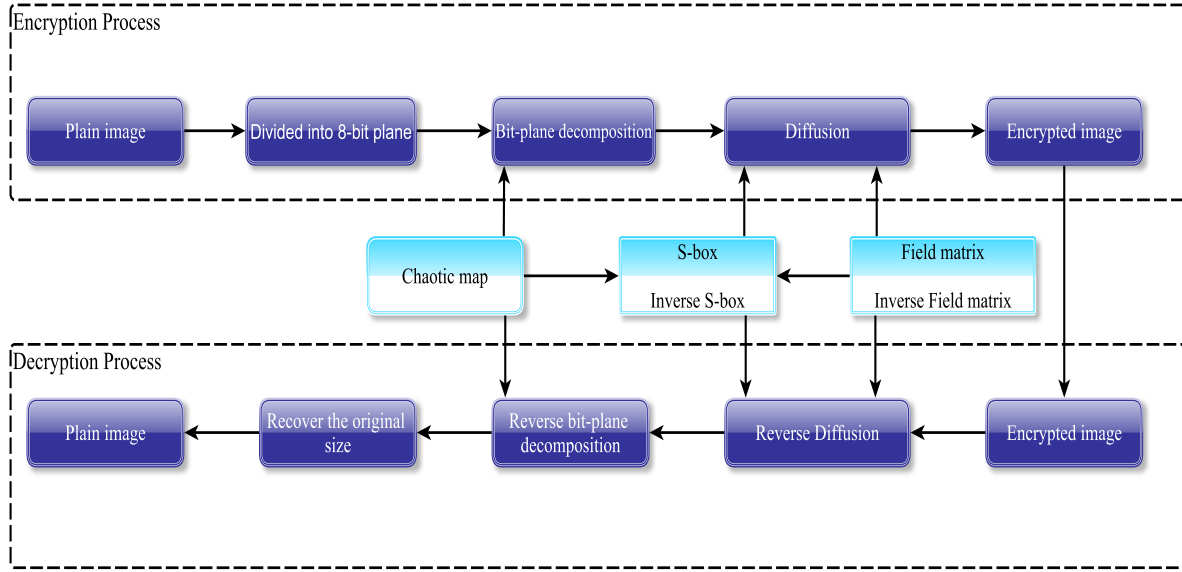 Encryption Process
Plain image
Divided into 8-bit plane
Bit-plane decomposition
Diffusion
Encrypted image
Chaotic map
S-box
Inverse S-box
Field matrix
Inverse Field matrix
Decryption Process
Plain image
Recover the original
size
Reverse bit-plane
decomposition
Reverse Diffusion
Encrypted image